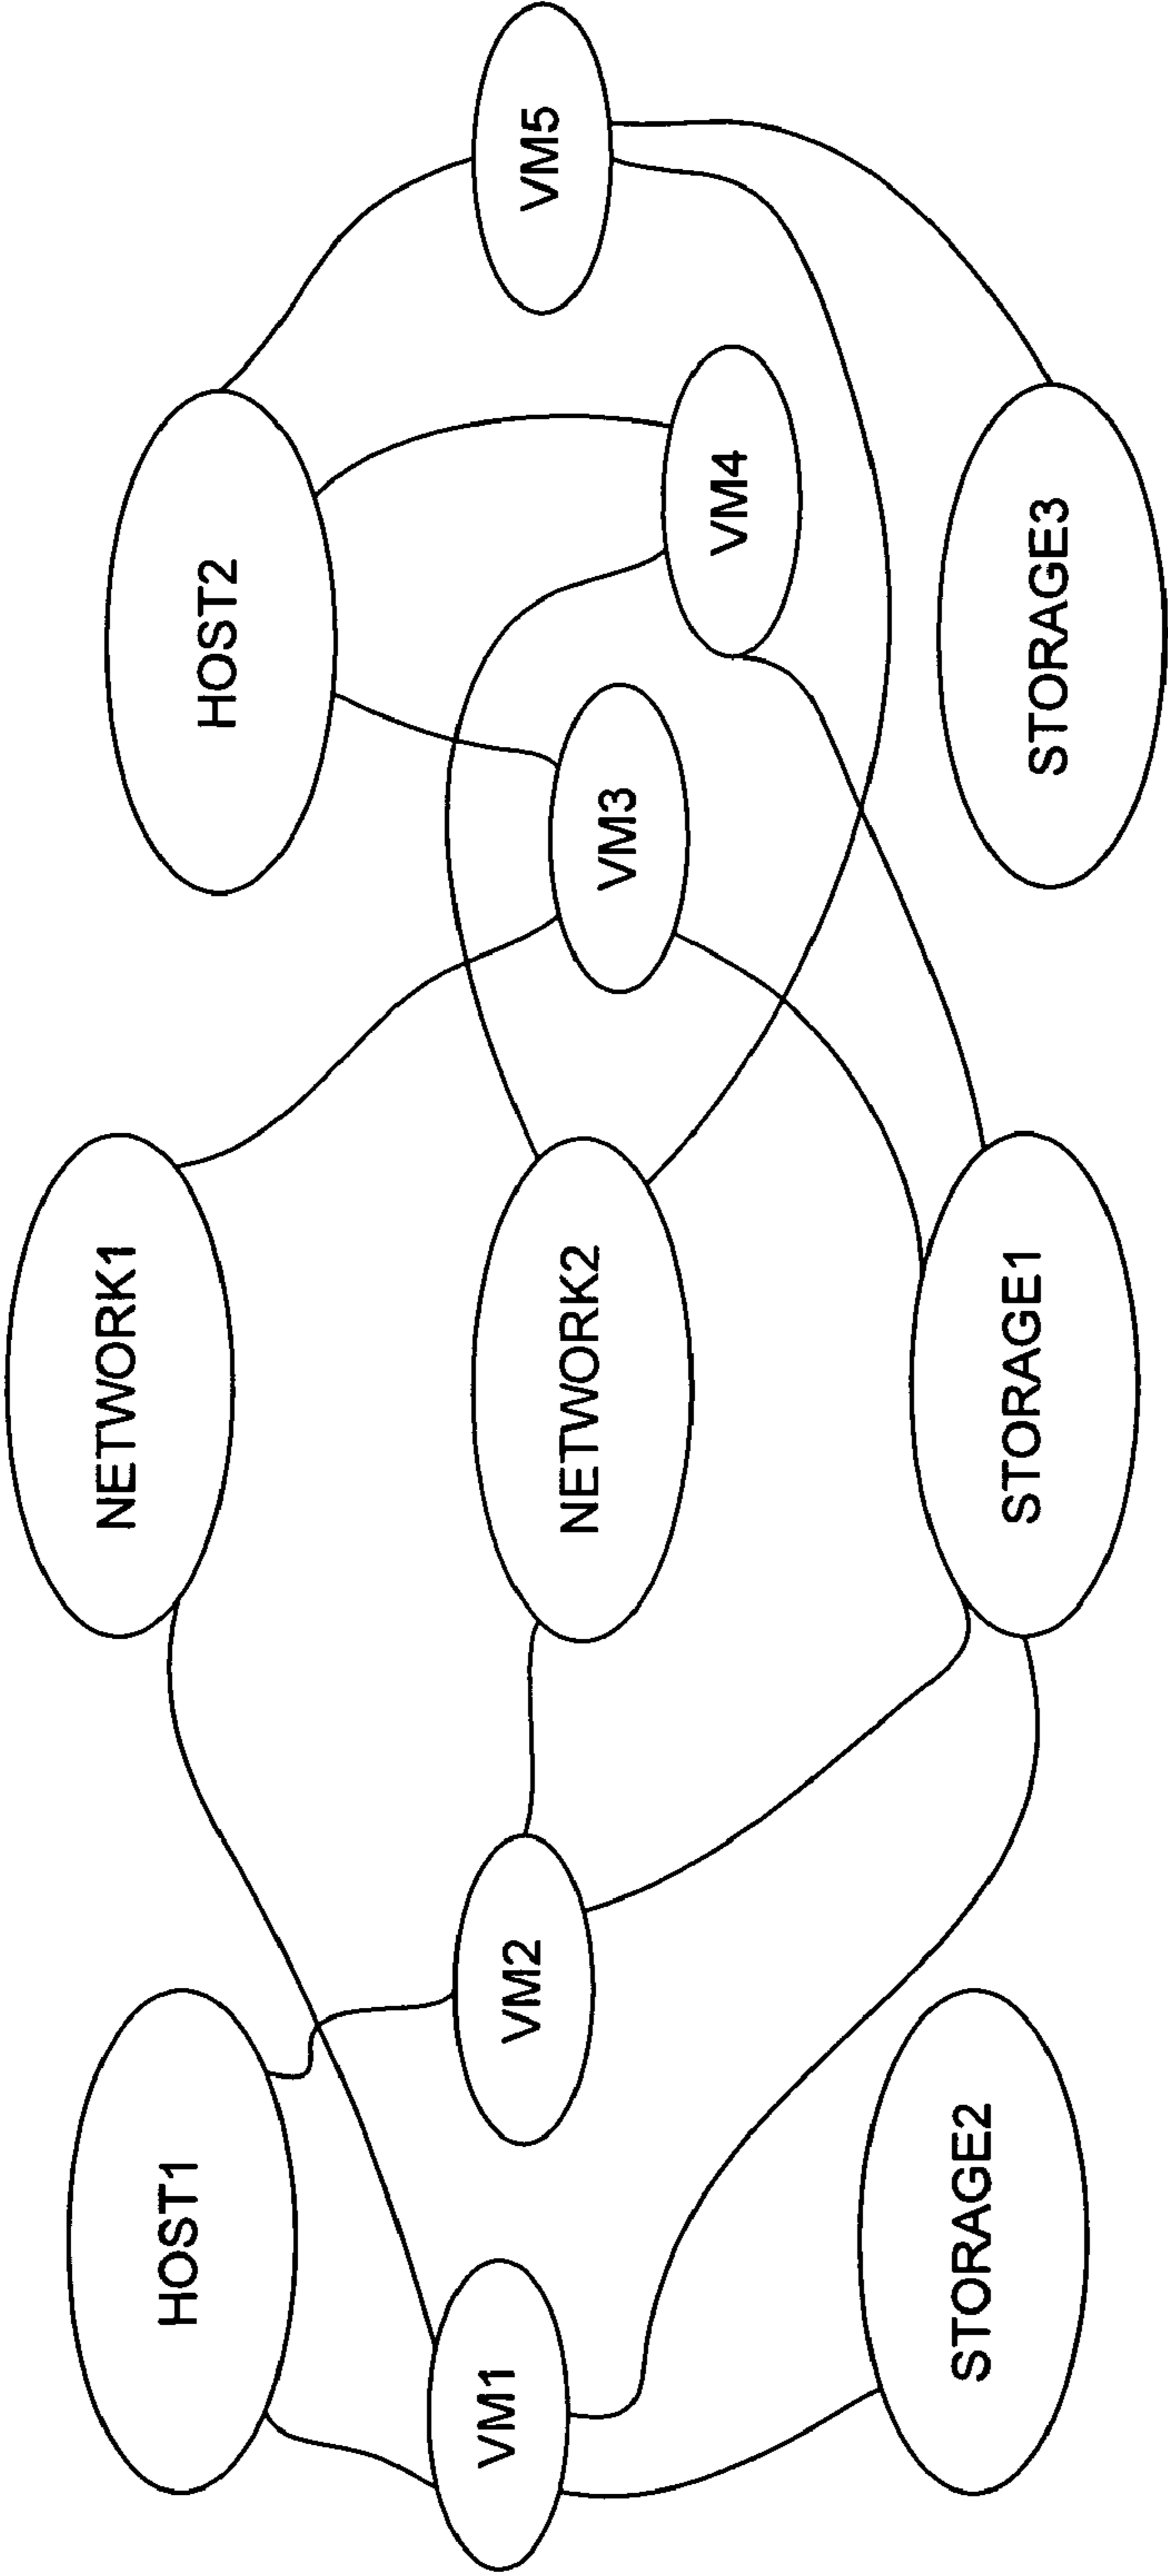 NETWORK1
HOST1
HOST2
VM2
NETWORK2
VM5
VM1
VM3
VM4
STORAGE2
STORAGE1
STORAGE3